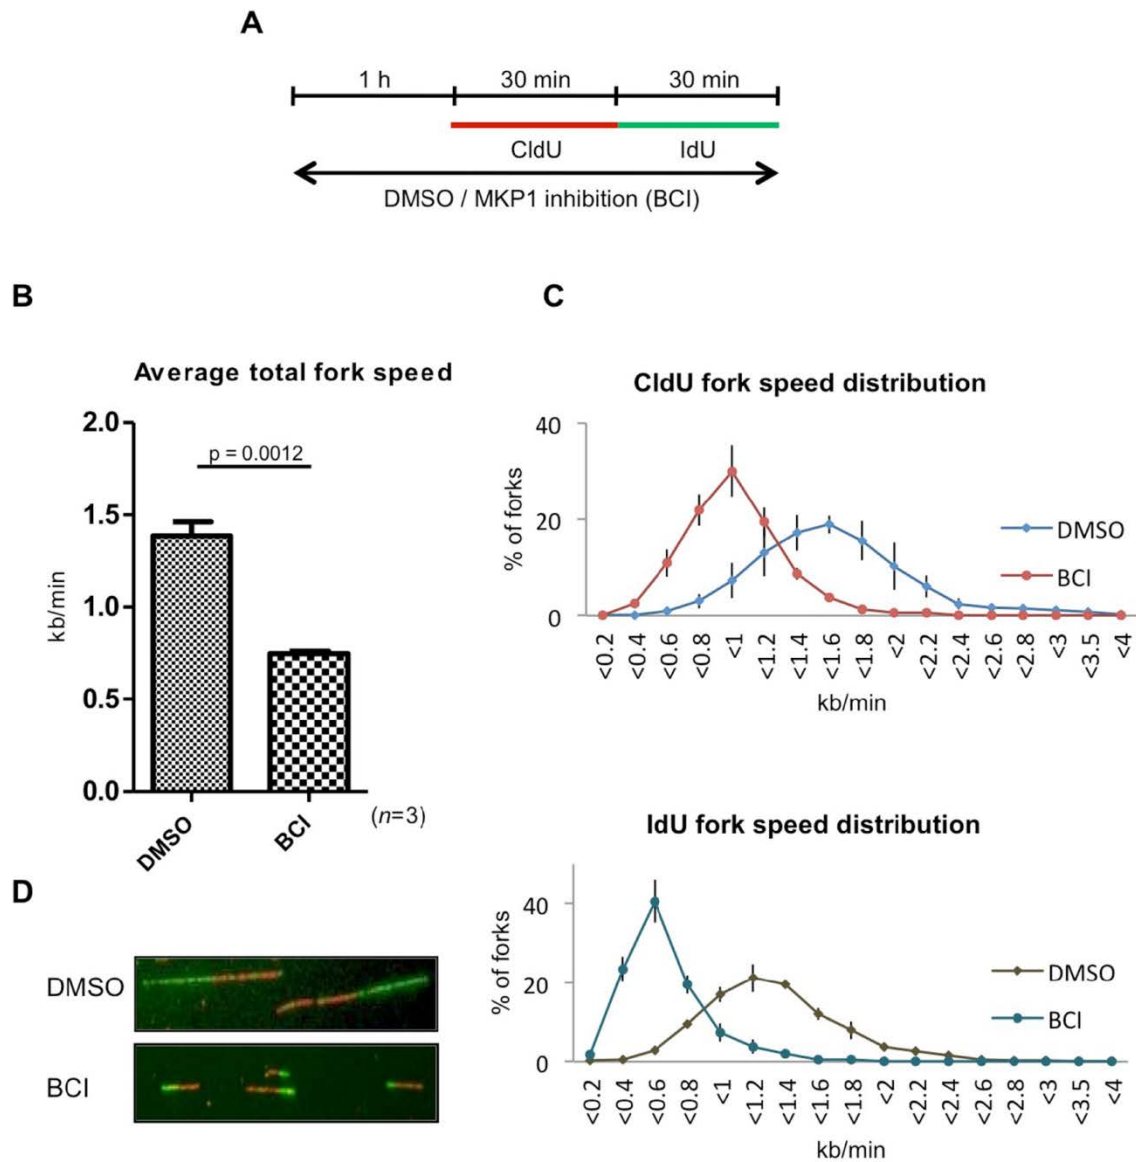 A
1 h 30 min 30 min
CldU IdU
DMSO / MKP1 inhibition (BCI)
B
Average total fork speed
2.0
1.5
1.0
0.5
0.0
kb/min
p = 0.0012
DMSO
BCI
(n=3)
C
CldU fork speed distribution
40
20
0
% of forks
DMSO
BCI
<0.2 <0.4 <0.6 <0.8 <1 <1.2 <1.4 <1.6 <1.8 <2 <2.2 <2.4 <2.6 <2.8 <3 <3.5 <4
kb/min
IdU fork speed distribution
40
20
0
% of forks
DMSO
BCI
<0.2 <0.4 <0.6 <0.8 <1 <1.2 <1.4 <1.6 <1.8 <2 <2.2 <2.4 <2.6 <2.8 <3 <3.5 <4
kb/min
D
DMSO
BCI